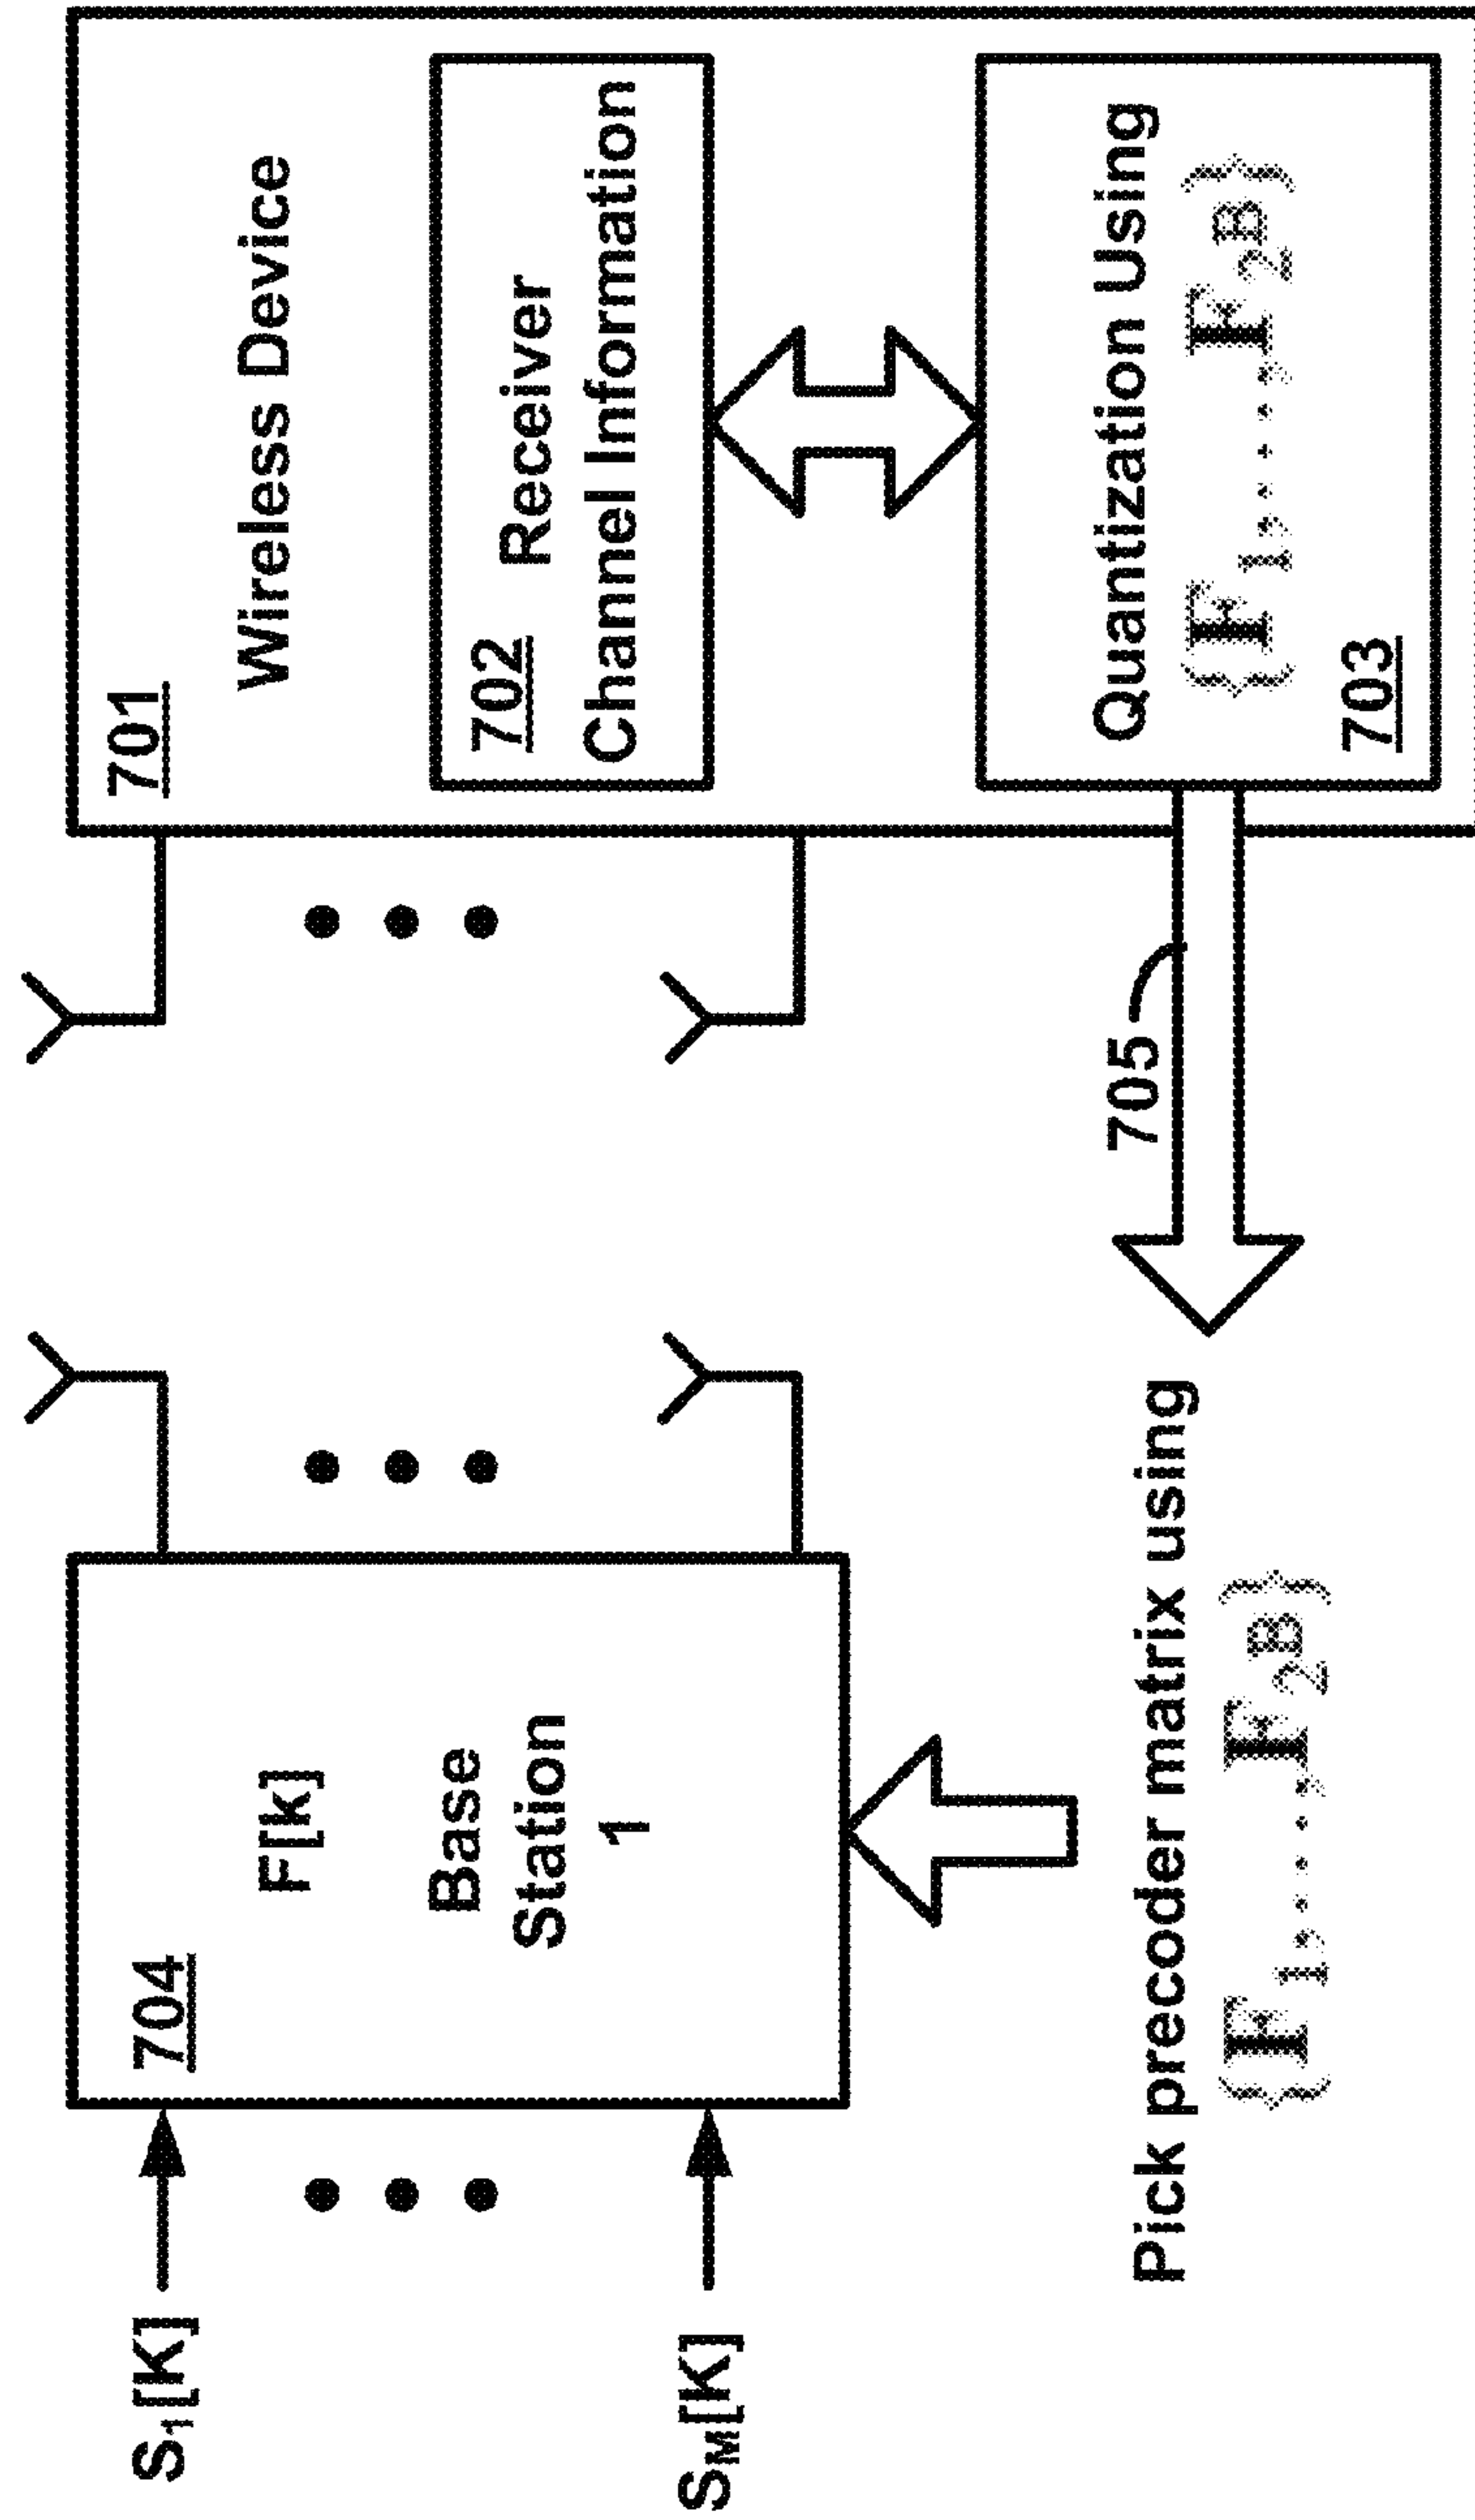 S₁[K]
S_M[K]
704
F[k]
Base
Station
1
Pick precoder matrix using
{F₁,...,F₂B}
705
701
Wireless Device
702
Receiver
Channel Information
Quantization Using
{F₁,...,F₂B}
703